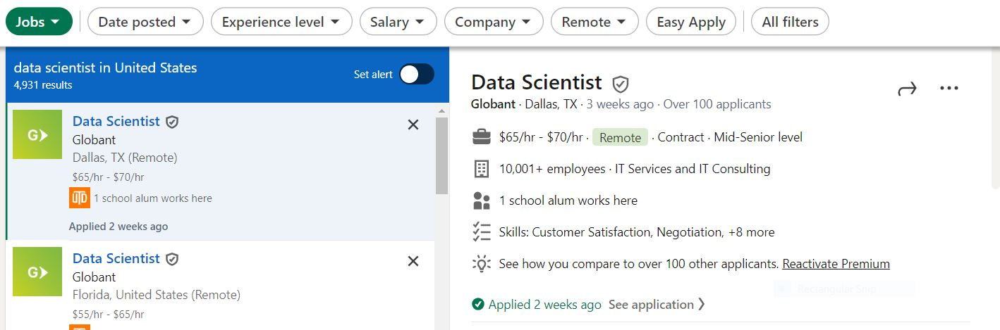 Jobs
Date posted
Experience level
Salary
Company
Remote
Easy Apply
All filters
data scientist in United States
4,931 results
Set alert
G
Data Scientist
Globant
Dallas, TX (Remote)
$65/hr - $70/hr
UTD
1 school alum works here
Applied 2 weeks ago
G
Data Scientist
Globant
Florida, United States (Remote)
$55/hr - $65/hr
Data Scientist
Globant · Dallas, TX · 3 weeks ago · Over 100 applicants
$65/hr - $70/hr · Remote · Contract · Mid-Senior level
10,001+ employees · IT Services and IT Consulting
1 school alum works here
Skills: Customer Satisfaction, Negotiation, +8 more
See how you compare to over 100 other applicants. Reactivate Premium
Rectangular Snip
Applied 2 weeks ago See application